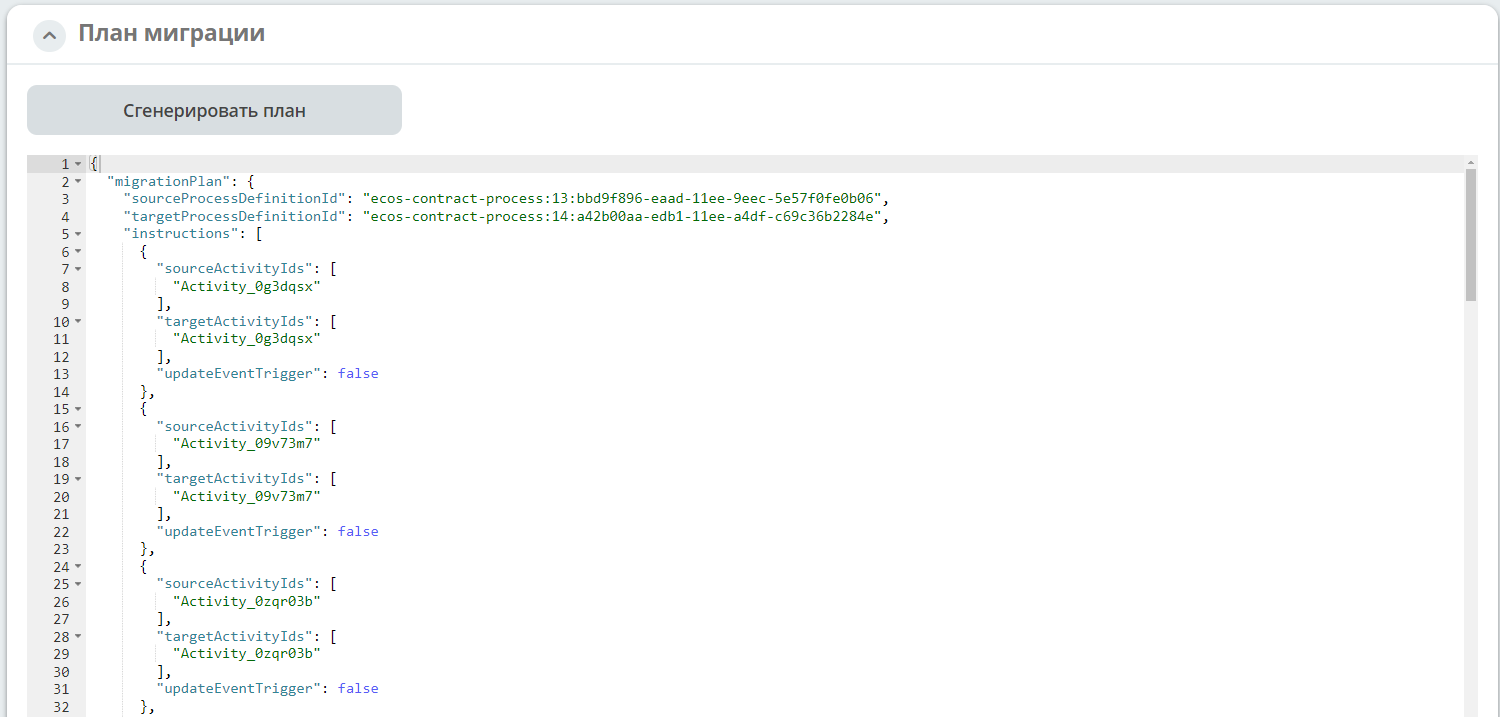 План миграции
Сгенерировать план
1 {
2 "migrationPlan": {
3 "sourceProcessDefinitionId": "ecos-contract-process:13:bbd9f896-eaad-11ee-9eec-5e57f0fe0b06",
4 "targetProcessDefinitionId": "ecos-contract-process:14:a42b00aa-edb1-11ee-a4df-c69c36b2284e",
5 "instructions": [
6 {
7 "sourceActivityIds": [
8 "Activity_0g3dqsx"
9 ],
10 "targetActivityIds": [
11 "Activity_0g3dqsx"
12 ],
13 "updateEventTrigger": false
14 },
15 {
16 "sourceActivityIds": [
17 "Activity_09v73m7"
18 ],
19 "targetActivityIds": [
20 "Activity_09v73m7"
21 ],
22 "updateEventTrigger": false
23 },
24 {
25 "sourceActivityIds": [
26 "Activity_0zqr03b"
27 ],
28 "targetActivityIds": [
29 "Activity_0zqr03b"
30 ],
31 "updateEventTrigger": false
32 },